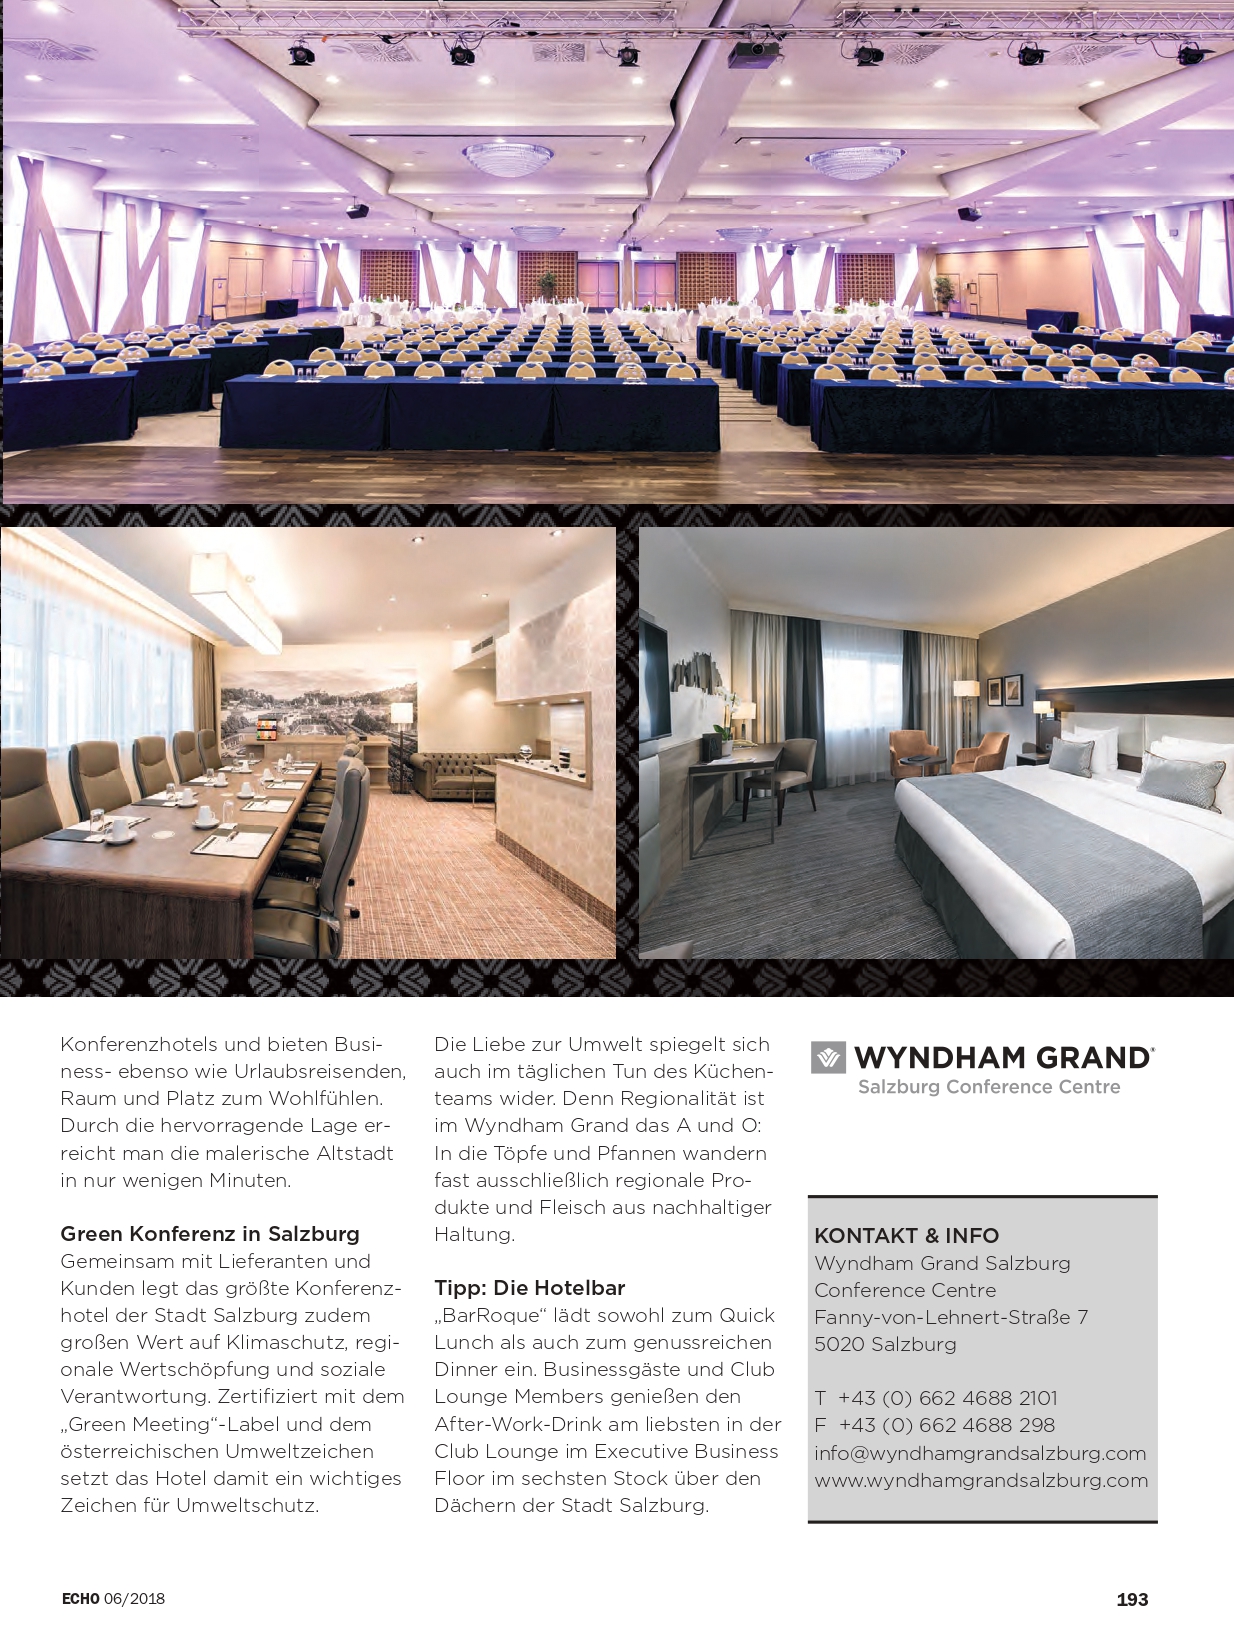 Konferenzhotels und bieten Busi-
ness- ebenso wie Urlaubsreisenden,
Raum und Platz zum Wohlfühlen.
Durch die hervorragende Lage er-
reicht man die malerische Altstadt
in nur wenigen Minuten.
Green Konferenz in Salzburg
Gemeinsam mit Lieferanten und
Kunden legt das größte Konferenz-
hotel der Stadt Salzburg zudem
großen Wert auf Klimaschutz, regi-
onale Wertschöpfung und soziale
Verantwortung. Zertifiziert mit dem
„Green Meeting“-Label und dem
österreichischen Umweltzeichen
setzt das Hotel damit ein wichtiges
Zeichen für Umweltschutz.
Die Liebe zur Umwelt spiegelt sich
auch im täglichen Tun des Küchen-
teams wider. Denn Regionalität ist
im Wyndham Grand das A und O:
In die Töpfe und Pfannen wandern
fast ausschließlich regionale Pro-
dukte und Fleisch aus nachhaltiger
Haltung.
Tipp: Die Hotelbar
„BarRoque“ lädt sowohl zum Quick
Lunch als auch zum genussreichen
Dinner ein. Businessgäste und Club
Lounge Members genießen den
After-Work-Drink am liebsten in der
Club Lounge im Executive Business
Floor im sechsten Stock über den
Dächern der Stadt Salzburg.
WYNDHAM GRAND®
Salzburg Conference Centre
KONTAKT & INFO
Wyndham Grand Salzburg
Conference Centre
Fanny-von-Lehnert-Straße 7
5020 Salzburg
T +43 (0) 662 4688 2101
F +43 (0) 662 4688 298
info@wyndhamgrandsalzburg.com
www.wyndhamgrandsalzburg.com
ECHO 06/2018
193